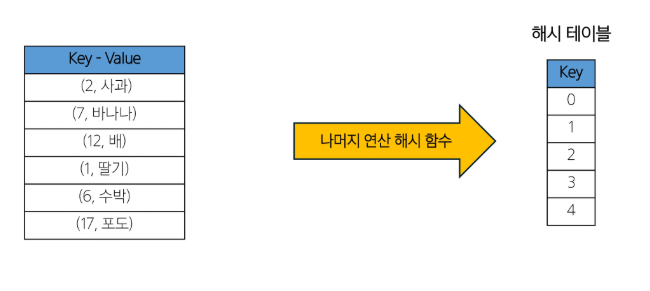 해시 테이블
Key - Value
(2, 사과)
(7, 바나나)
(12, 배)
(1, 딸기)
(6, 수박)
(17, 포도)
나머지 연산 해시 함수
Key
0
1
2
3
4